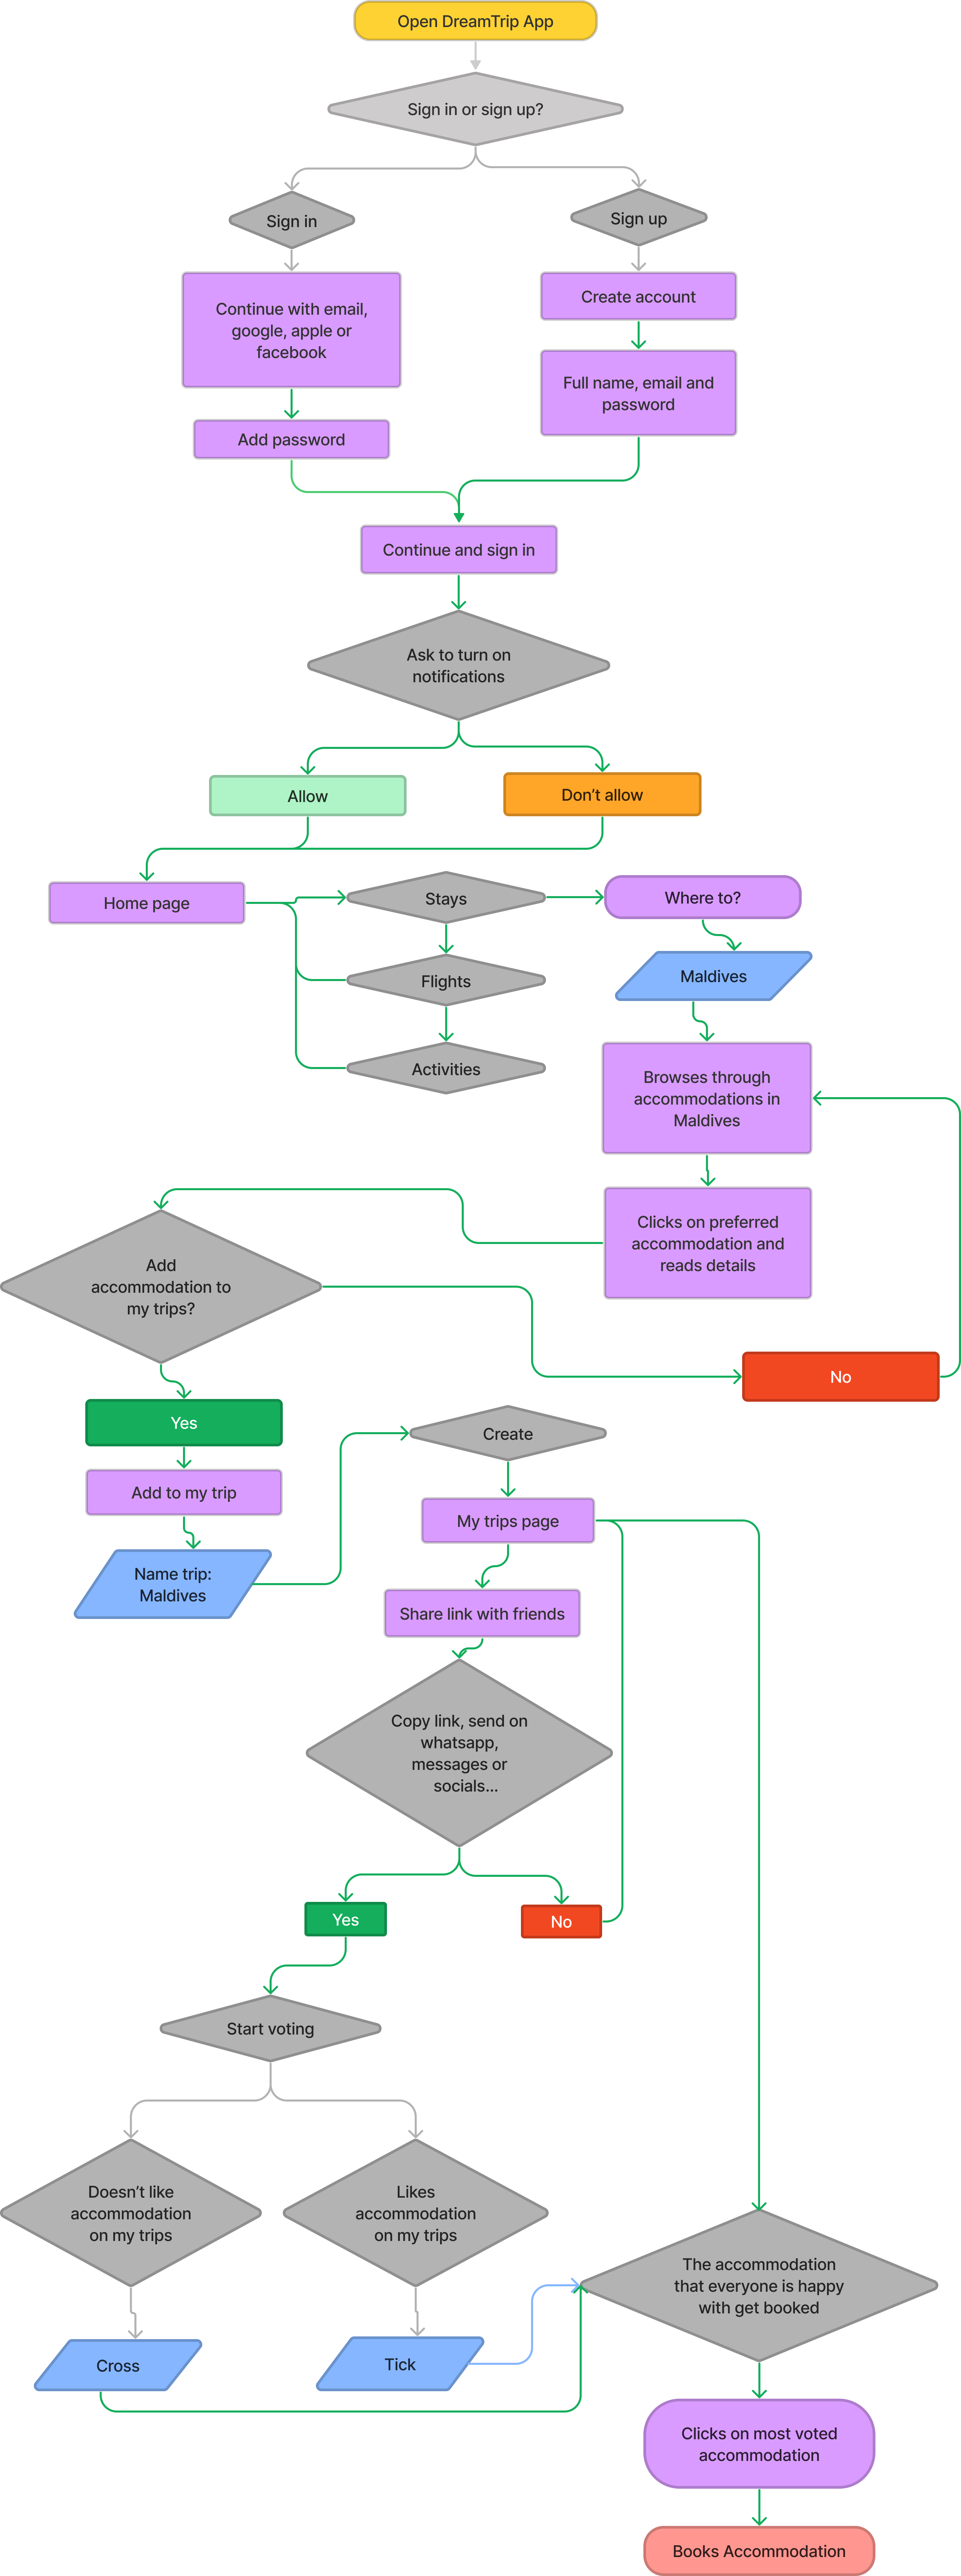 Open DreamTrip App
Sign in or sign up?
Sign in
Sign up
Continue with email,
google, apple or
facebook
Create account
Full name, email and
password
Add password
Continue and sign in
Ask to turn on
notifications
Allow
Don’t allow
Home page
Stays
Where to?
Flights
Maldives
Activities
Browses through
accommodations in
Maldives
Clicks on preferred
accommodation and
reads details
Add
accommodation to
my trips?
No
Yes
Create
Add to my trip
My trips page
Name trip:
Maldives
Share link with friends
Copy link, send on
whatsapp,
messages or
socials...
Yes
No
Start voting
Doesn’t like
accommodation
on my trips
Likes
accommodation
on my trips
The accommodation
that everyone is happy
with get booked
Cross
Tick
Clicks on most voted
accommodation
Books Accommodation